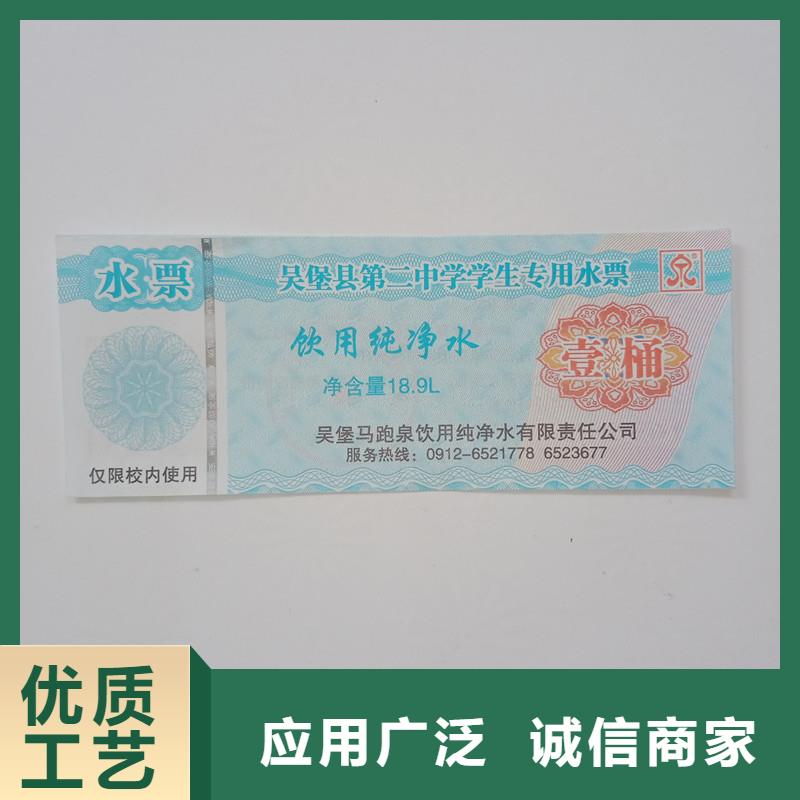 水票
仅限校内使用
吴堡县第二中学学生专用水票
饮用纯净水
净含量18.9L
壹桶
吴堡马跑泉饮用纯净水有限责任公司
服务热线：0912-6521778 6523677
优质
工艺
应用广泛 诚信商家